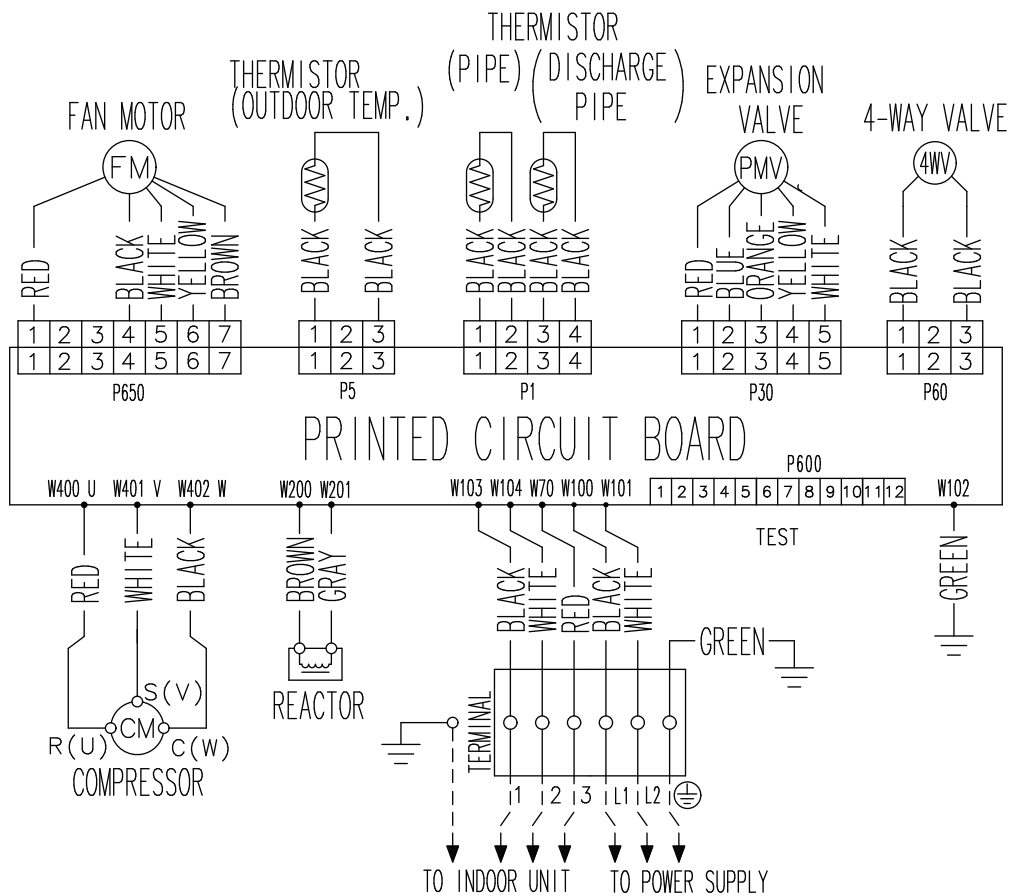 THERMISTOR
(PIPE) (DISCHARGE PIPE)
THERMISTOR
(OUTDOOR TEMP.)
EXPANSION
VALVE
FAN MOTOR
4-WAY VALVE
FM
PMV
4WV
RED
BLACK
WHITE
YELLOW
BROWN
BLACK
BLACK
BLACK
BLACK
BLACK
BLACK
RED
BLUE
ORANGE
YELLOW
WHITE
BLACK
BLACK
1 2 3 4 5 6 7
1 2 3
1 2 3 4
1 2 3 4 5
1 2 3
1 2 3 4 5 6 7
1 2 3
1 2 3 4
1 2 3 4 5
1 2 3
P650
P5
P1
P30
P60
PRINTED CIRCUIT BOARD
P600
W400 U W401 V W402 W
W200 W201
W103 W104 W70 W100 W101
1 2 3 4 5 6 7 8 9 10 11 12
W102
TEST
RED
WHITE
BLACK
BROWN
GRAY
BLACK
WHITE
RED
BLACK
WHITE
GREEN
GREEN
S(V)
CM
R(U)
C(W)
COMPRESSOR
REACTOR
TERMINAL
1 2 3 L1 L2
TO INDOOR UNIT
TO POWER SUPPLY